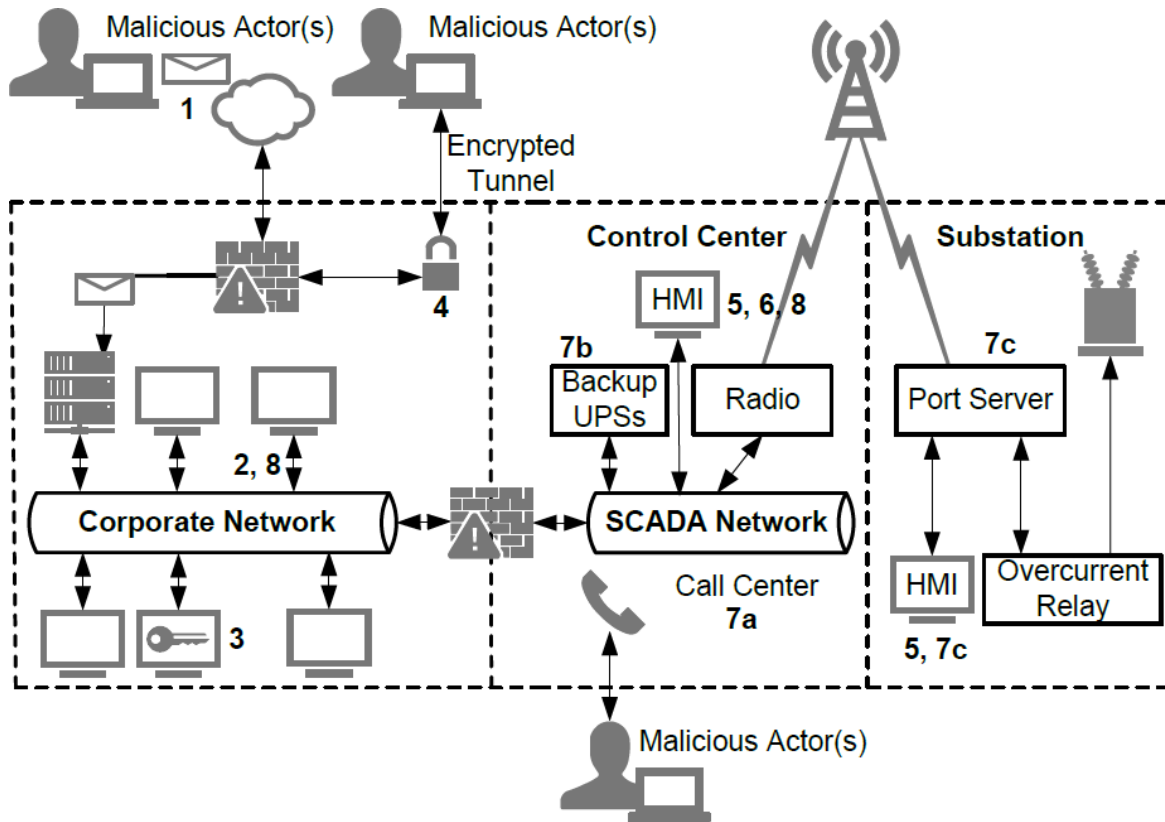 Malicious Actor(s)
Malicious Actor(s)
1
Encrypted
Tunnel
Control Center
Substation
4
HMI
5, 6, 8
7b
Backup
UPSs
Radio
7c
Port Server
2, 8
Corporate Network
SCADA Network
Call Center
7a
3
HMI
5, 7c
Overcurrent
Relay
Malicious Actor(s)